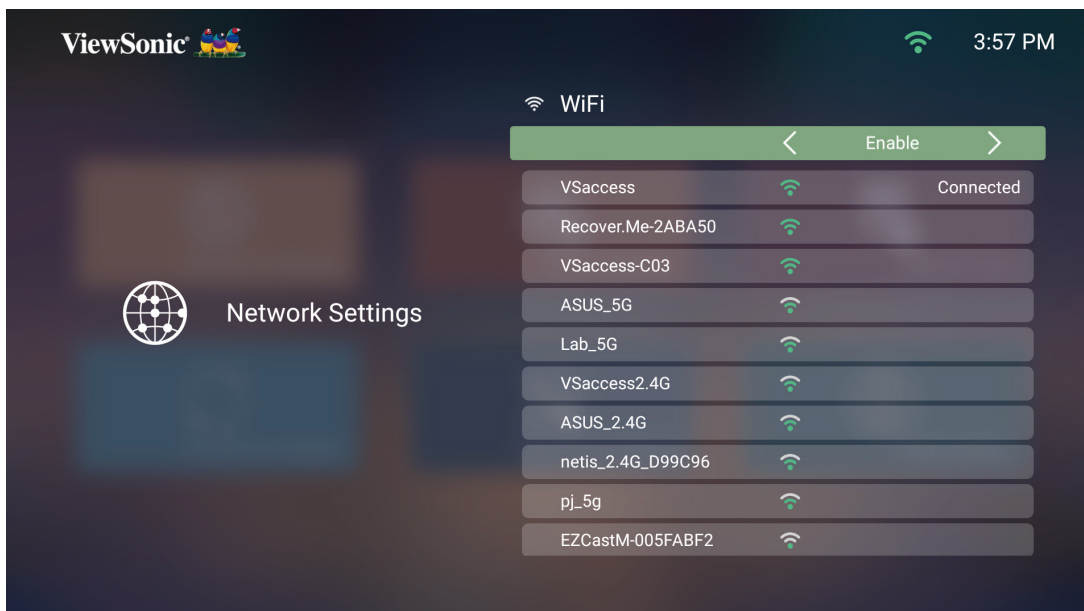 ViewSonic®
3:57 PM
WiFi
Enable
VSaccess Connected
Recover.Me-2ABA50
VSaccess-C03
ASUS_5G
Network Settings
Lab_5G
VSaccess2.4G
ASUS_2.4G
netis_2.4G_D99C96
pj_5g
EZCastM-005FABF2